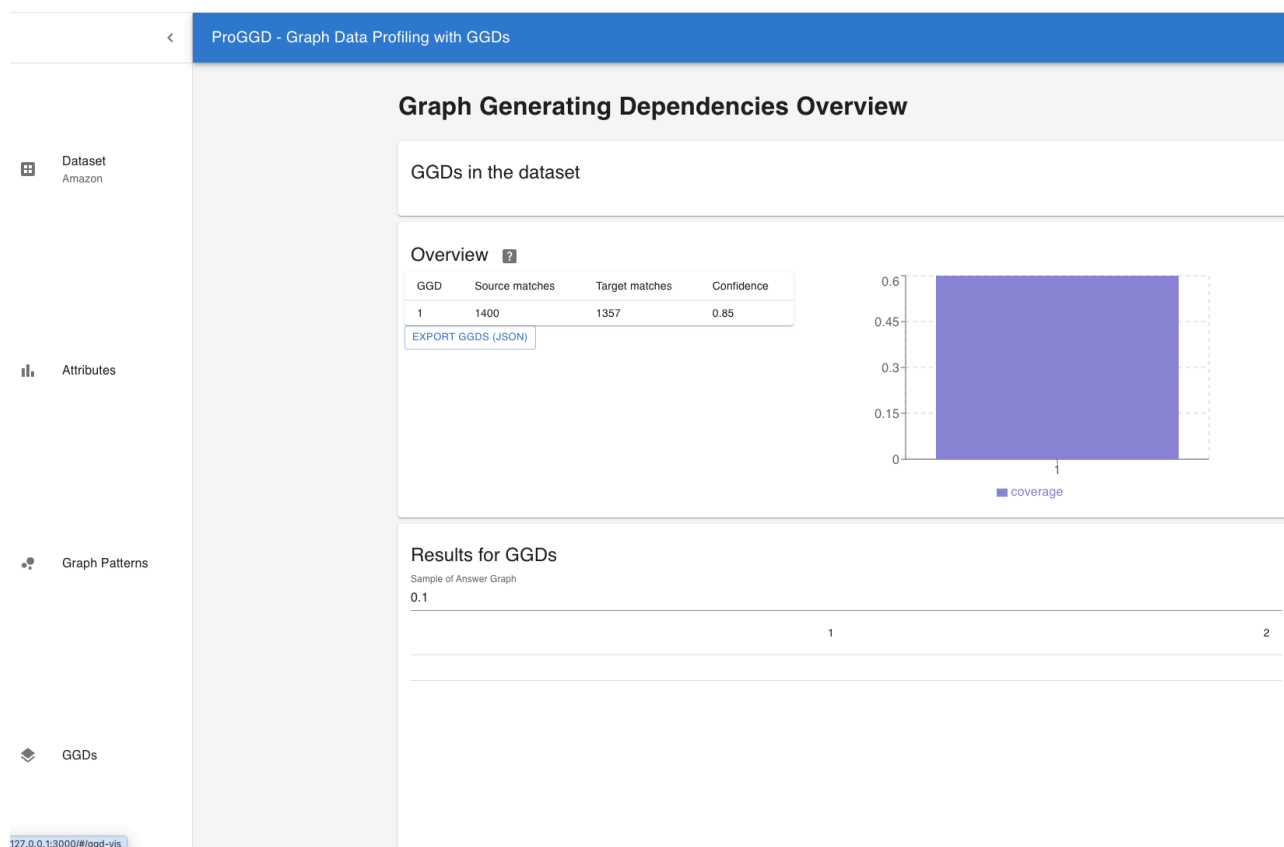 ProGGD - Graph Data Profiling with GGDs
Graph Generating Dependencies Overview
Dataset
Amazon
GGDs in the dataset
Overview ?
GGD Source matches Target matches Confidence
1 1400 1357 0.85
EXPORT GGDS (JSON)
0.6
0.45
0.3
0.15
0
1
coverage
Attributes
Graph Patterns
Results for GGDs
Sample of Answer Graph
0.1
1 2
GGDs
127.0.0.1:3000/#/ggd-vis